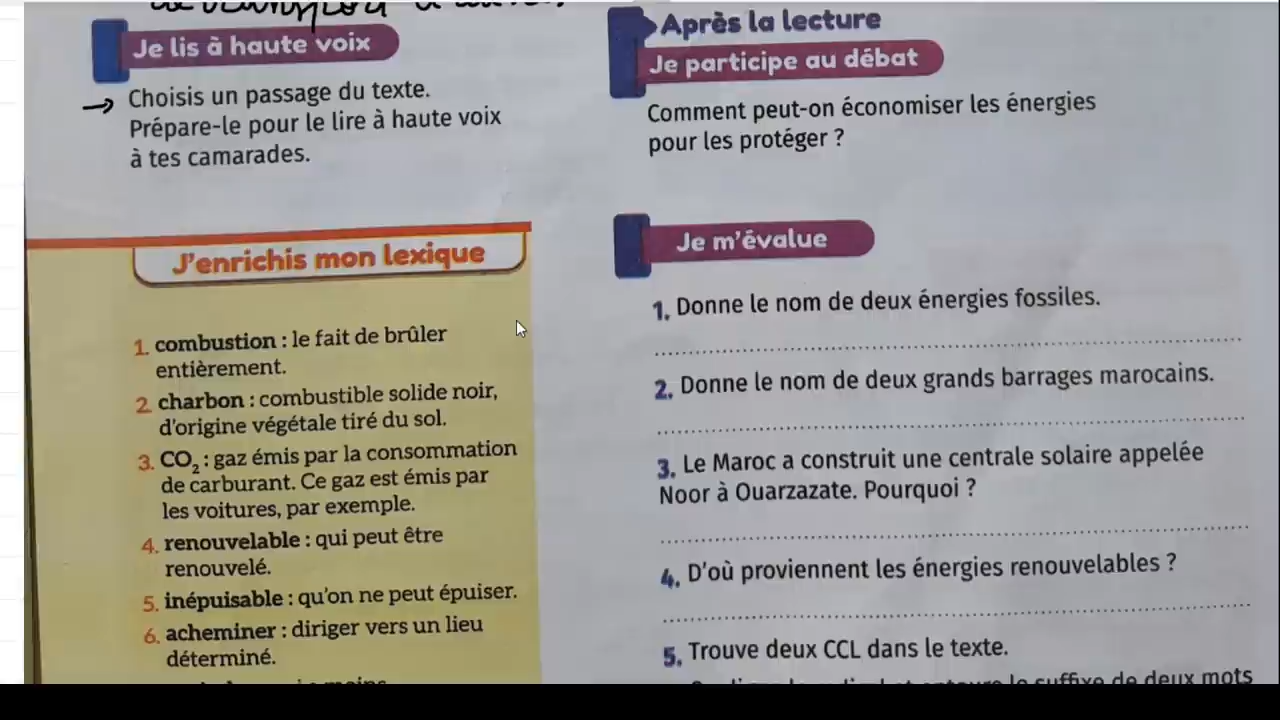 Je lis à haute voix
Choisis un passage du texte.
Prépare-le pour le lire à haute voix
à tes camarades.
J'enrichis mon lexique
1. combustion : le fait de brûler
entièrement.
2. charbon : combustible solide noir,
d'origine végétale tiré du sol.
3. CO₂ : gaz émis par la consommation
de carburant. Ce gaz est émis par
les voitures, par exemple.
4. renouvelable : qui peut être
renouvelé.
5. inépuisable : qu'on ne peut épuiser.
6. acheminer : diriger vers un lieu
déterminé.
Après la lecture
Je participe au débat
Comment peut-on économiser les énergies
pour les protéger ?
Je m'évalue
1. Donne le nom de deux énergies fossiles.
2. Donne le nom de deux grands barrages marocains.
3. Le Maroc a construit une centrale solaire appelée
Noor à Ouarzazate. Pourquoi ?
4. D'où proviennent les énergies renouvelables ?
5. Trouve deux CCL dans le texte.
suffixe de deux mots